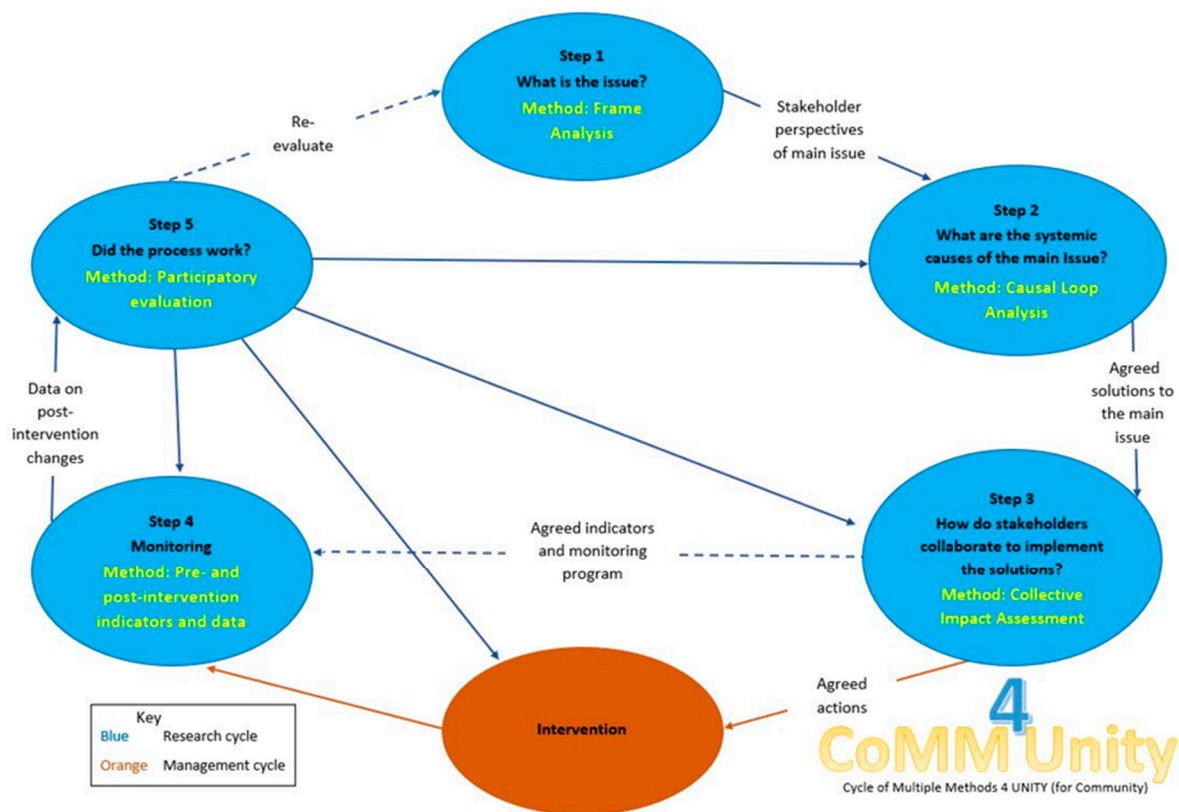 Step 1
What is the issue?
Method: Frame
Analysis
Stakeholder
perspectives
of main issue
Re-
evaluate
Step 5
Did the process work?
Method: Participatory
evaluation
Step 2
What are the systemic
causes of the main Issue?
Method: Causal Loop
Analysis
Data on
post-
intervention
changes
Agreed
solutions to
the main
issue
Step 4
Monitoring
Method: Pre- and
post-intervention
indicators and data
Agreed indicators
and monitoring
program
Step 3
How do stakeholders
collaborate to implement
the solutions?
Method: Collective
Impact Assessment
Agreed
actions
Intervention
Key
Blue Research cycle
Orange Management cycle
4
CoMM Unity
Cycle of Multiple Methods 4 UNITY (for Community)